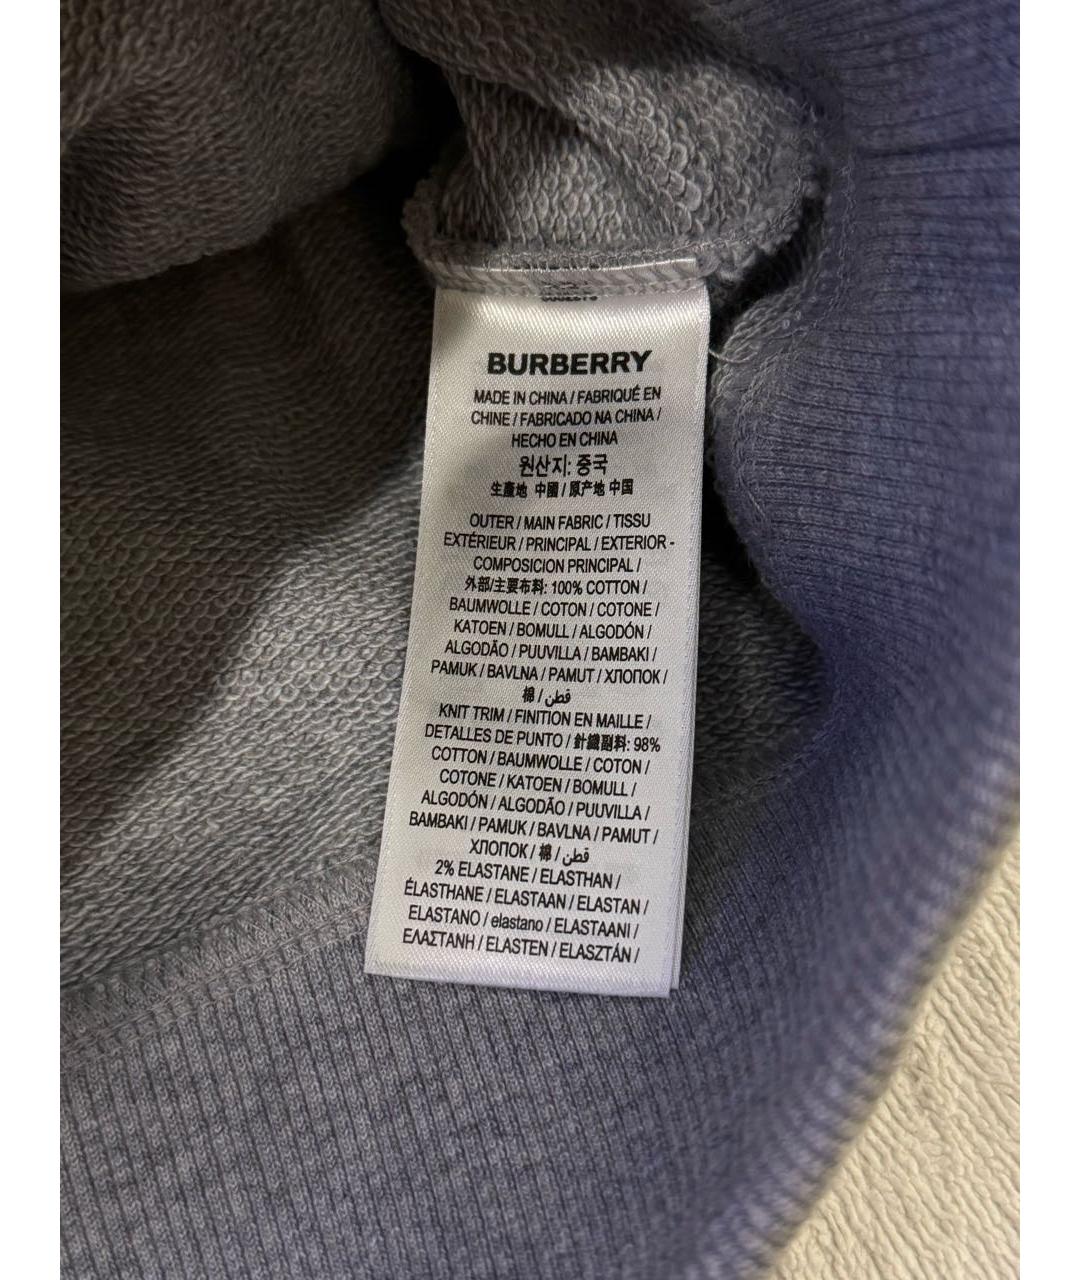 BURBERRY
MADE IN CHINA / FABRIQUÉ EN
CHINE / FABRICADO NA CHINA /
HECHO EN CHINA
원산지: 중국
生產地 中國 / 原产地 中国
OUTER / MAIN FABRIC / TISSU
EXTÉRIEUR / PRINCIPAL / EXTERIOR -
COMPOSICION PRINCIPAL /
外部/主要布料: 100% COTTON /
BAUMWOLLE / COTON / COTONE /
KATOEN / BOMULL / ALGODÓN /
ALGODÃO / PUUVILLA / BAMBAKI /
PAMUK / BAVLNA / PAMUT / ХЛОПОК /
棉 / قطن
KNIT TRIM / FINITION EN MAILLE /
DETALLES DE PUNTO / 針織副料: 98%
COTTON / BAUMWOLLE / COTON /
COTONE / KATOEN / BOMULL /
ALGODÓN / ALGODÃO / PUUVILLA /
BAMBAKI / PAMUK / BAVLNA / PAMUT /
ХЛОПОК / 棉 / قطن
2% ELASTANE / ELASTHAN /
ÉLASTHANE / ELASTAAN / ELASTAN /
ELASTANO / elastano / ELASTAANI /
ΕΛΑΣΤΑΝΗ / ELASTEN / ELASZTÁN /